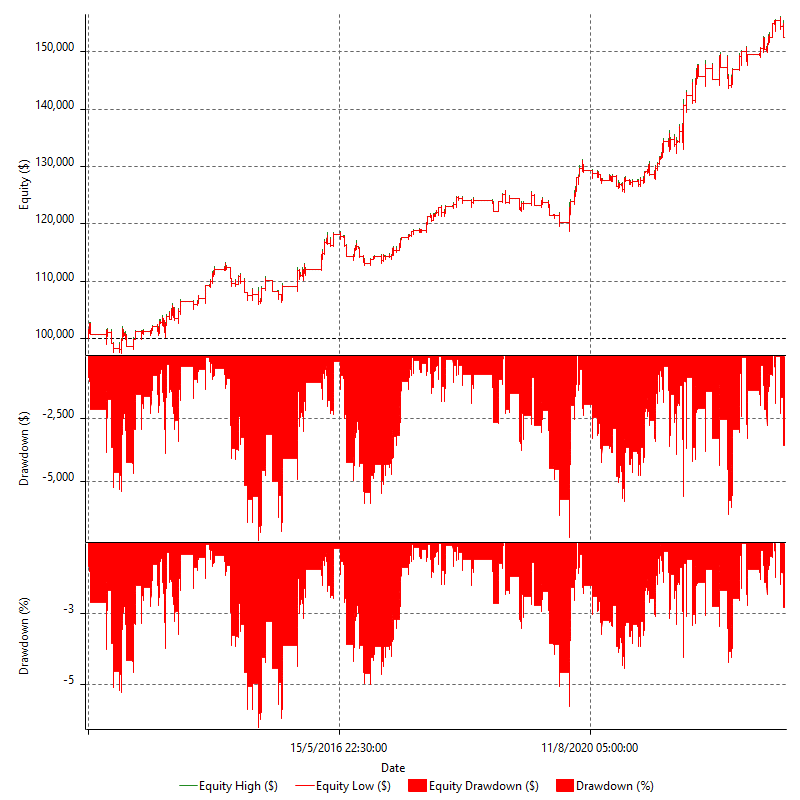 150,000
140,000
130,000
120,000
110,000
100,000
Equity ($)
-2,500
-5,000
Drawdown ($)
-3
-5
Drawdown (%)
15/5/2016 22:30:00
11/8/2020 05:00:00
Date
Equity High ($)
Equity Low ($)
Equity Drawdown ($)
Drawdown (%)